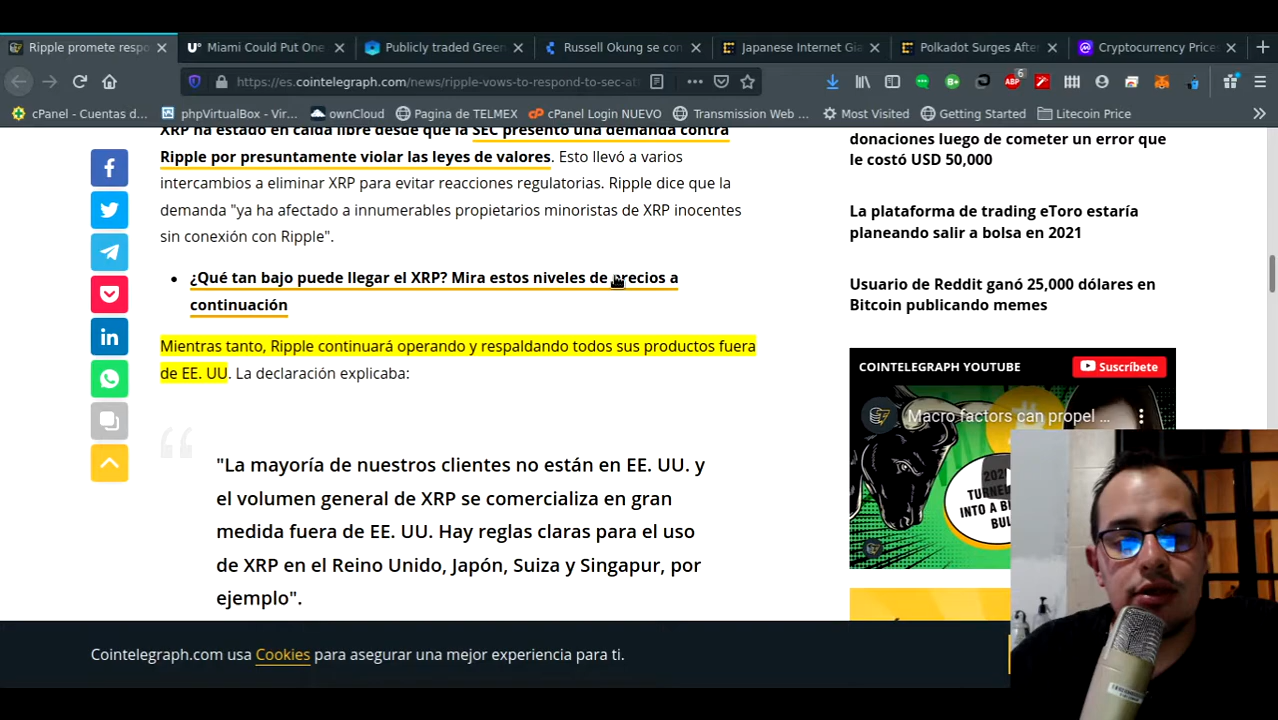 Ripple promete respo
Miami Could Put One
Publicly traded Gree
Russell Okung se con
Japanese Internet Gia
Polkadot Surges After
Cryptocurrency Price
https://es.cointelegraph.com/news/ripple-vows-to-respond-to-sec-at
ABP
6
cPanel - Cuentas d...
phpVirtualBox - Vir...
ownCloud
Pagina de TELMEX
cPanel Login NUEVO
Transmission Web ...
Most Visited
Getting Started
Litecoin Price
XRP ha estado en caída libre desde que la SEC presentó una demanda contra
Ripple por presuntamente violar las leyes de valores. Esto llevó a varios
intercambios a eliminar XRP para evitar reacciones regulatorias. Ripple dice que la
demanda "ya ha afectado a innumerables propietarios minoristas de XRP inocentes
sin conexión con Ripple".
• ¿Qué tan bajo puede llegar el XRP? Mira estos niveles de precios a
continuación
Mientras tanto, Ripple continuará operando y respaldando todos sus productos fuera
de EE. UU. La declaración explicaba:
"La mayoría de nuestros clientes no están en EE. UU. y
el volumen general de XRP se comercializa en gran
medida fuera de EE. UU. Hay reglas claras para el uso
de XRP en el Reino Unido, Japón, Suiza y Singapur, por
ejemplo".
donaciones luego de cometer un error que
le costó USD 50,000
La plataforma de trading eToro estaría
planeando salir a bolsa en 2021
Usuario de Reddit ganó 25,000 dólares en
Bitcoin publicando memes
COINTELEGRAPH YOUTUBE
Suscríbete
Macro factors can propel ...
INTO A
Cointelegraph.com usa Cookies para asegurar una mejor experiencia para ti.